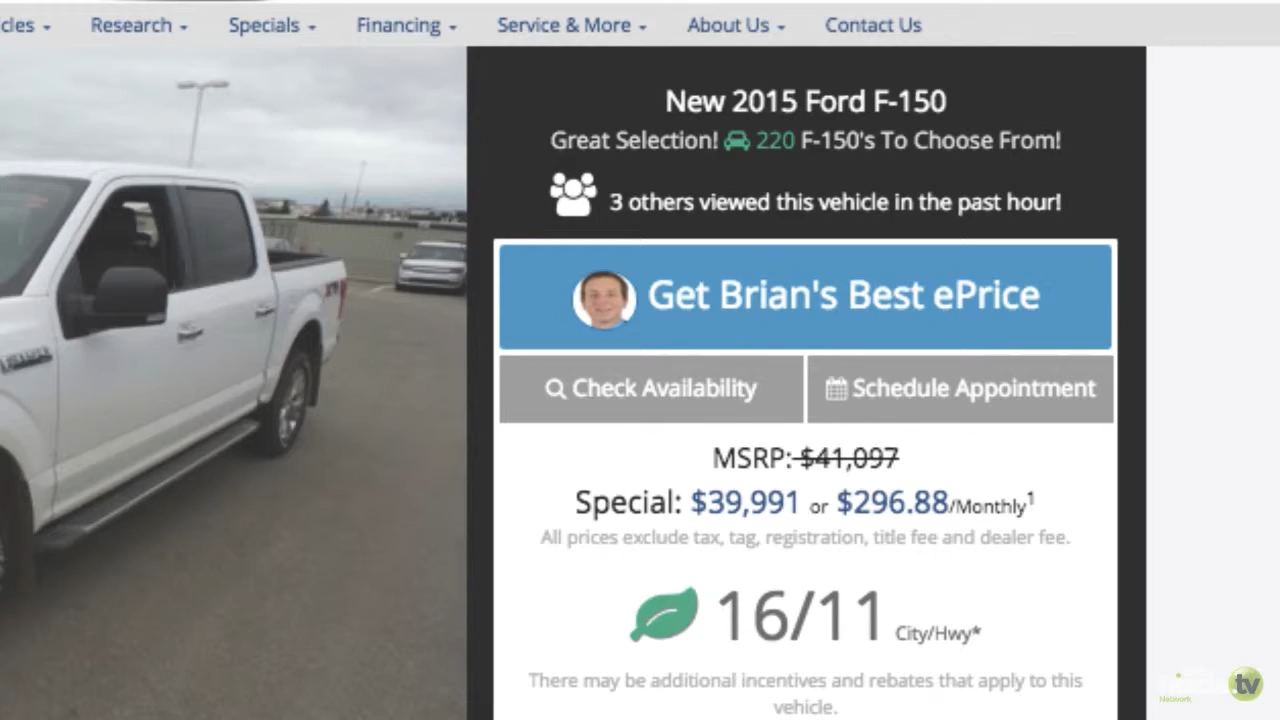 cles Research Specials Financing Service & More About Us Contact Us
New 2015 Ford F-150
Great Selection! 220 F-150's To Choose From!
3 others viewed this vehicle in the past hour!
Get Brian's Best ePrice
Check Availability Schedule Appointment
MSRP: $41,097
Special: $39,991 or $296.88/Monthly1
All prices exclude tax, tag, registration, title fee and dealer fee.
16/11 City/Hwy*
There may be additional incentives and rebates that apply to this
vehicle.
tv
Network